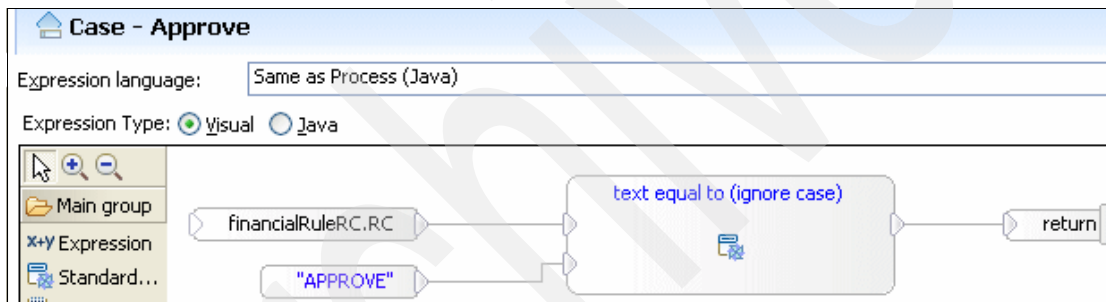 Case - Approve
Expression language: Same as Process (Java)
Expression Type: Visual Java
Main group
x+y Expression
Standard...
financialRuleRC.RC
"APPROVE"
text equal to (ignore case)
return